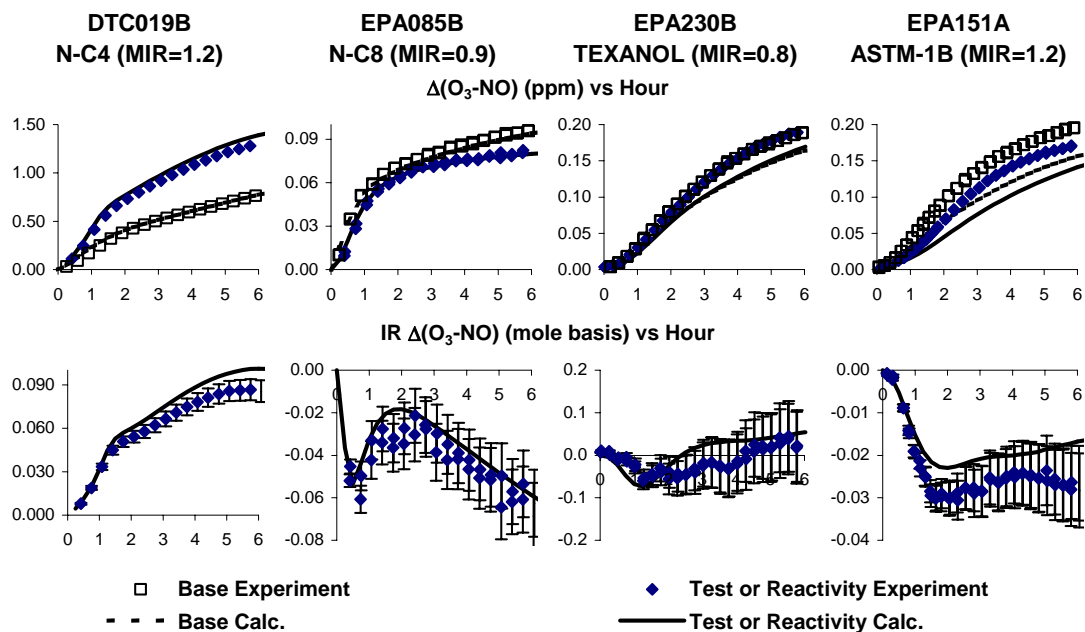 DTC019B EPA085B EPA230B EPA151A
N-C4 (MIR=1.2) N-C8 (MIR=0.9) TEXANOL (MIR=0.8) ASTM-1B (MIR=1.2)
Δ(O₃-NO) (ppm) vs Hour
1.50 0.09 0.20 0.20
1.00 0.06 0.15 0.15
0.50 0.03 0.10 0.10
0.00 0.00 0.05 0.05
0.00 0.00
0 1 2 3 4 5 6 0 1 2 3 4 5 6 0 1 2 3 4 5 6 0 1 2 3 4 5 6
IR Δ(O₃-NO) (mole basis) vs Hour
0.090 0.00 0.2 0.00
0.060 -0.02 0.1 -0.01
0.030 -0.04 0.0 -0.02
0.000 -0.06 -0.1 -0.03
-0.08 -0.2 -0.04
0 1 2 3 4 5 6 0 1 2 3 4 5 6 0 1 2 3 4 5 6 0 1 2 3 4 5 6
Base Experiment Test or Reactivity Experiment
Base Calc. Test or Reactivity Calc.